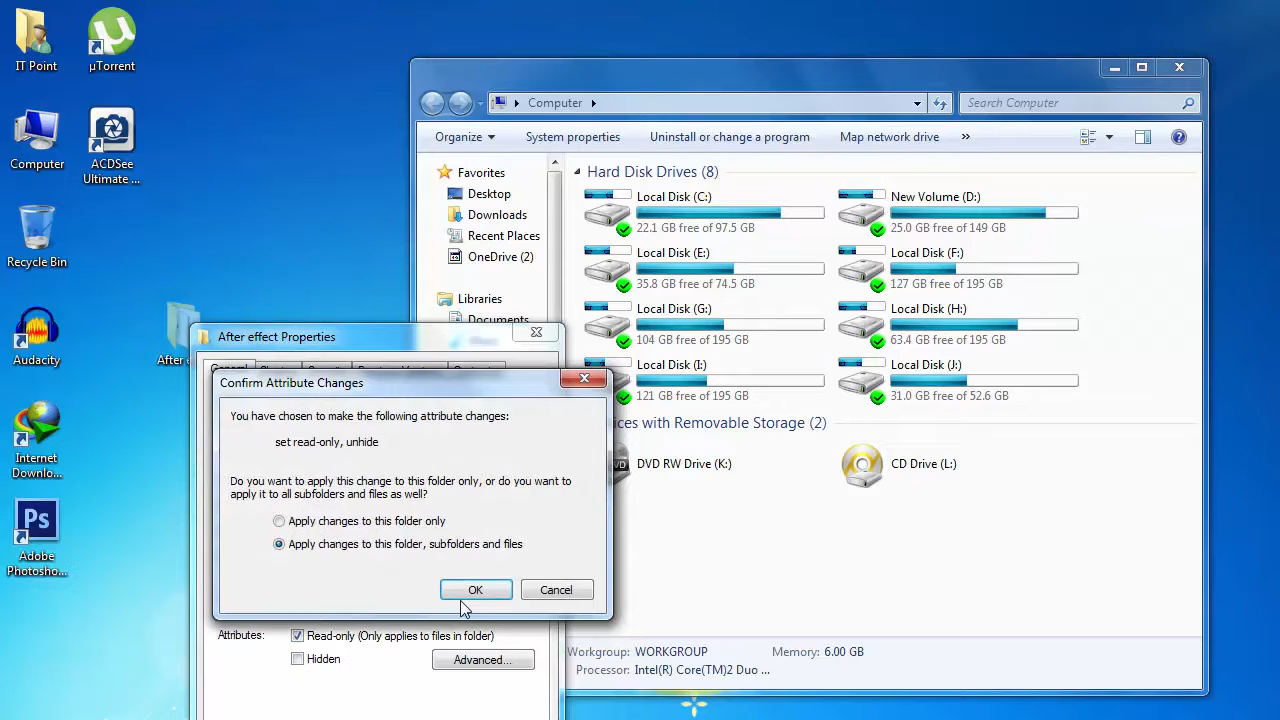 IT Point
µTorrent
Computer
ACDSee
Ultimate ...
Recycle Bin
Audacity
After e
Internet
Downlo...
Adobe
Photosho...
Ps
Computer
Search Computer
Organize
System properties
Uninstall or change a program
Map network drive
»
Favorites
Desktop
Downloads
Recent Places
OneDrive (2)
Libraries
Documents
Hard Disk Drives (8)
Local Disk (C:)
22.1 GB free of 97.5 GB
New Volume (D:)
25.0 GB free of 149 GB
Local Disk (E:)
35.8 GB free of 74.5 GB
Local Disk (F:)
127 GB free of 195 GB
Local Disk (G:)
104 GB free of 195 GB
Local Disk (H:)
63.4 GB free of 195 GB
Local Disk (I:)
121 GB free of 195 GB
Local Disk (J:)
31.0 GB free of 52.6 GB
ices with Removable Storage (2)
DVD RW Drive (K:)
CD Drive (L:)
Workgroup: WORKGROUP
Memory: 6.00 GB
Processor: Intel(R) Core(TM)2 Duo ...
After effect Properties
Confirm Attribute Changes
You have chosen to make the following attribute changes:
set read-only, unhide
Do you want to apply this change to this folder only, or do you want to
apply it to all subfolders and files as well?
Apply changes to this folder only
Apply changes to this folder, subfolders and files
OK
Cancel
Attributes:
Read-only (Only applies to files in folder)
Hidden
Advanced...